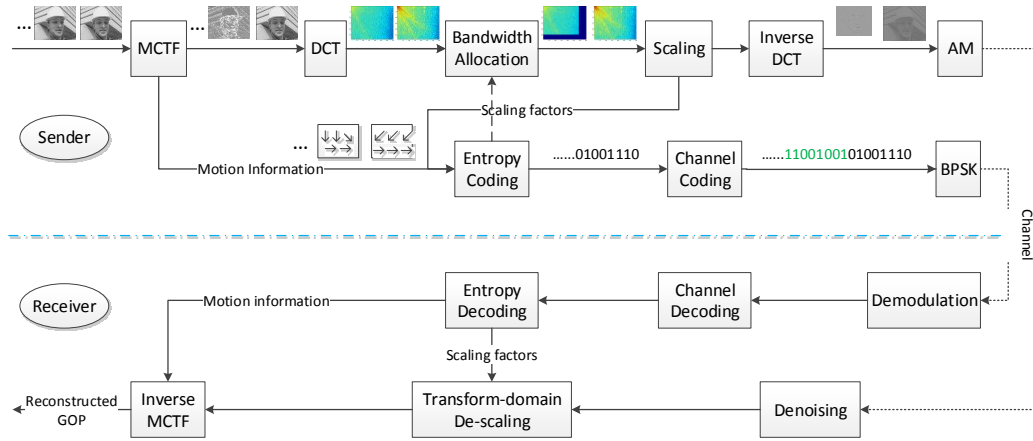 ...
...
MCTF
DCT
Bandwidth
Allocation
Scaling
Inverse
DCT
AM
Scaling factors
Sender
...
Motion Information
Entropy
Coding
......01001110
Channel
Coding
......1100100101001110
BPSK
Channel
Receiver
Motion information
Entropy
Decoding
Channel
Decoding
Demodulation
Scaling factors
Reconstructed
GOP
Inverse
MCTF
Transform-domain
De-scaling
Denoising